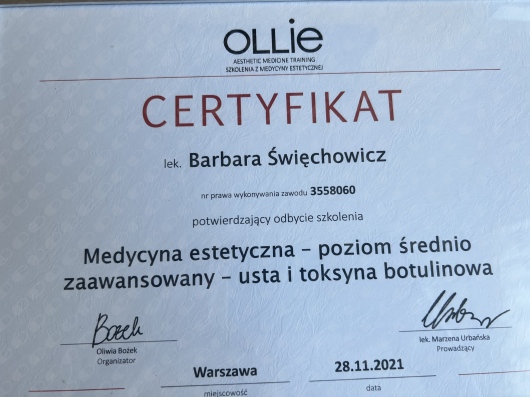 OLLie
AESTHETIC MEDICINE TRAINING
SZKOLENIA Z MEDYCYNY ESTETYCZNEJ
CERTYFIKAT
lek. Barbara Święchowicz
nr prawa wykonywania zawodu 3558060
potwierdzający odbycie szkolenia
Medycyna estetyczna – poziom średnio
zaawansowany – usta i toksyna botulinowa
Oliwia Bożek
Organizator
lek. Marzena Urbańska
Prowadzący
Warszawa
miejscowość
28.11.2021
data